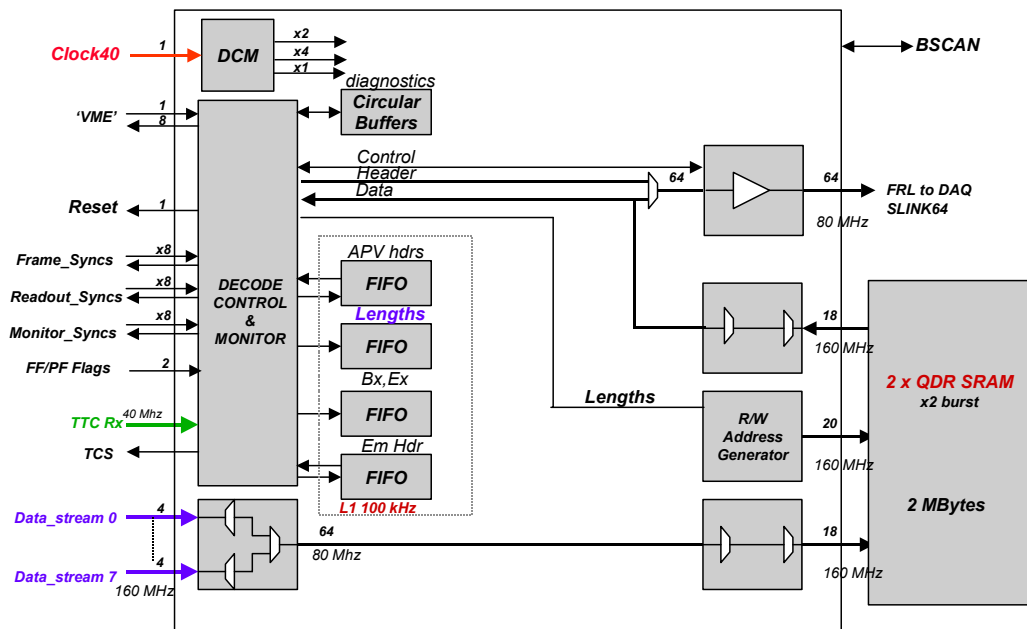 Clock40
1
DCM
x2
x4
x1
BSCAN
diagnostics
Circular
Buffers
'VME'
1
8
Control
Header
Data
64
64
FRL to DAQ
SLINK64
80 MHz
Reset
1
Frame_Syncs
x8
Readout_Syncs
x8
Monitor_Syncs
x8
FF/PF Flags
2
TTC Rx
40 Mhz
TCS
DECODE
CONTROL
&
MONITOR
APV hdrs
FIFO
Lengths
FIFO
Bx,Ex
FIFO
Em Hdr
FIFO
L1 100 kHz
18
160 MHz
Lengths
R/W
Address
Generator
20
160 MHz
2 x QDR SRAM
x2 burst
2 MBytes
Data_stream 0
4
Data_stream 7
4
160 MHz
64
80 Mhz
18
160 MHz